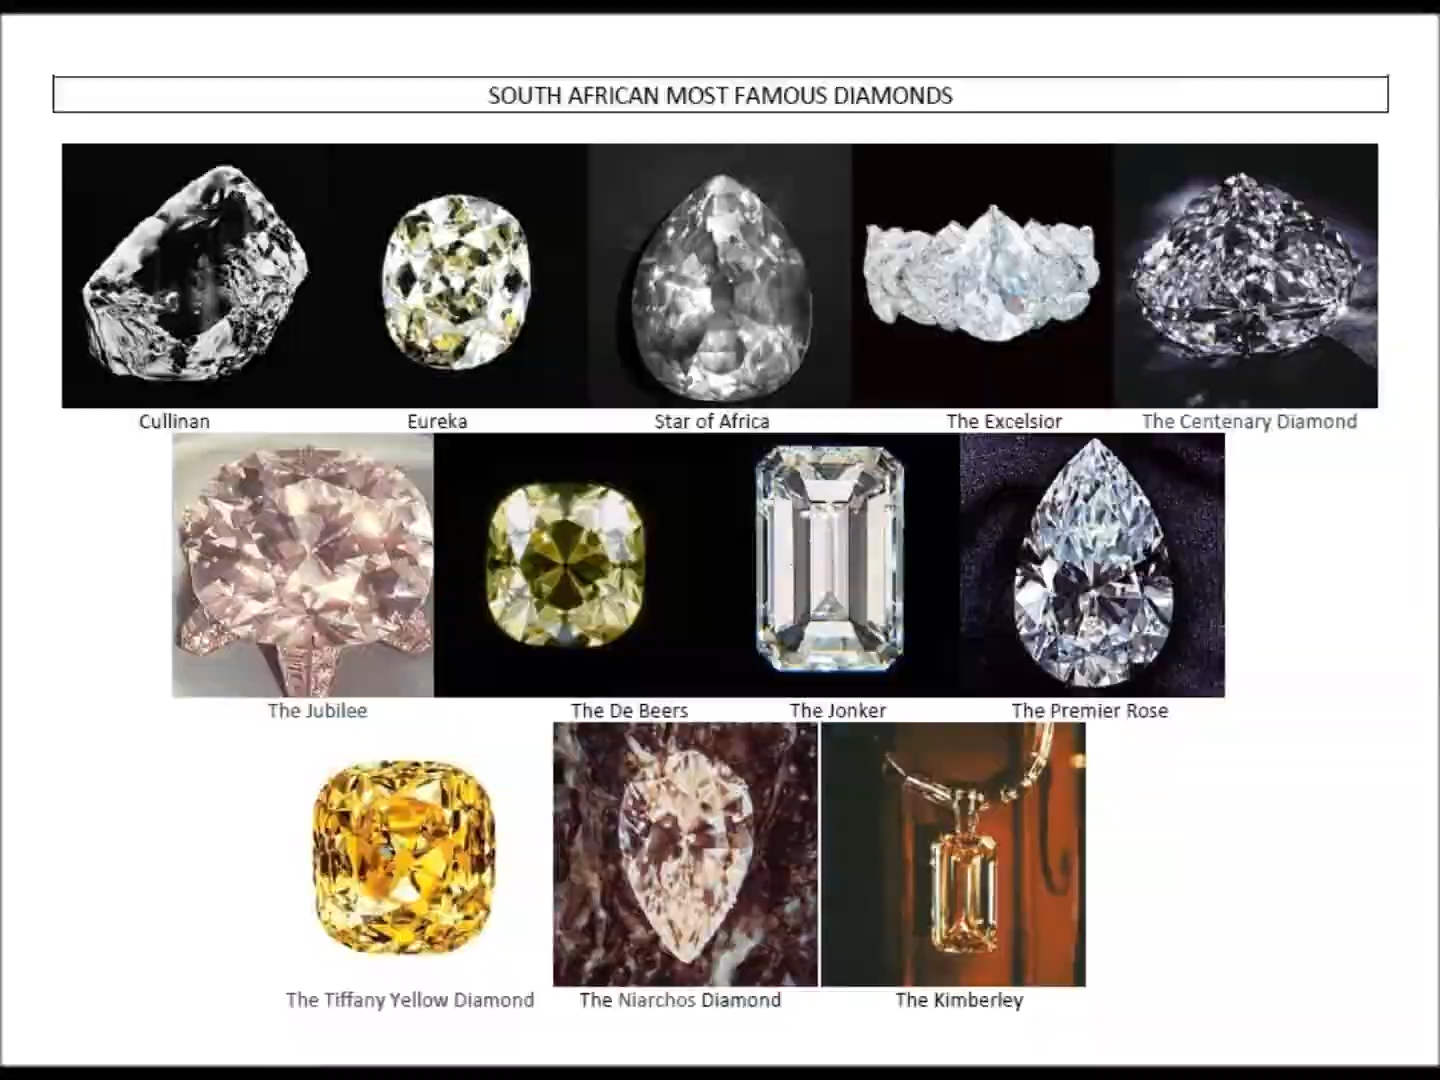 SOUTH AFRICAN MOST FAMOUS DIAMONDS
Cullinan
Eureka
Star of Africa
The Excelsior
The Centenary Diamond
The Jubilee
The De Beers
The Jonker
The Premier Rose
The Tiffany Yellow Diamond
The Niarchos Diamond
The Kimberley